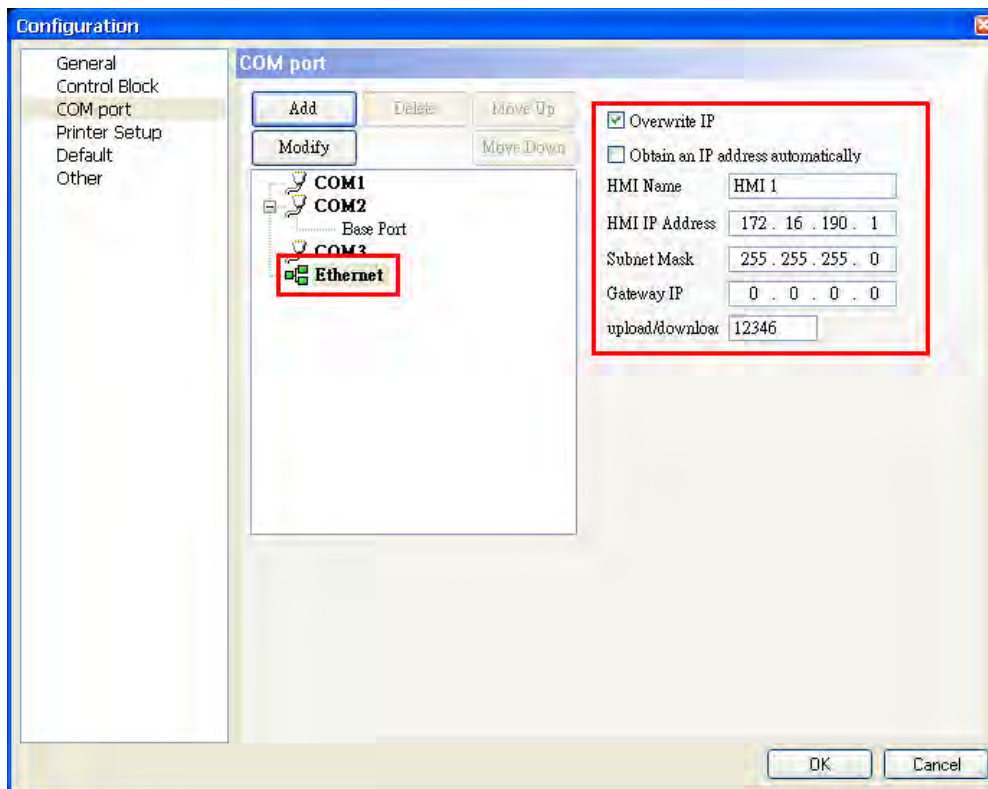 Configuration
General
Control Block
COM port
Printer Setup
Default
Other
COM port
Add
Delete
Move Up
Modify
Move Down
COM1
COM2
Base Port
COM3
Ethernet
Overwrite IP
Obtain an IP address automatically
HMI Name HMI 1
HMI IP Address 172 . 16 . 190 . 1
Subnet Mask 255 . 255 . 255 . 0
Gateway IP 0 . 0 . 0 . 0
upload/downloa 12346
OK
Cancel